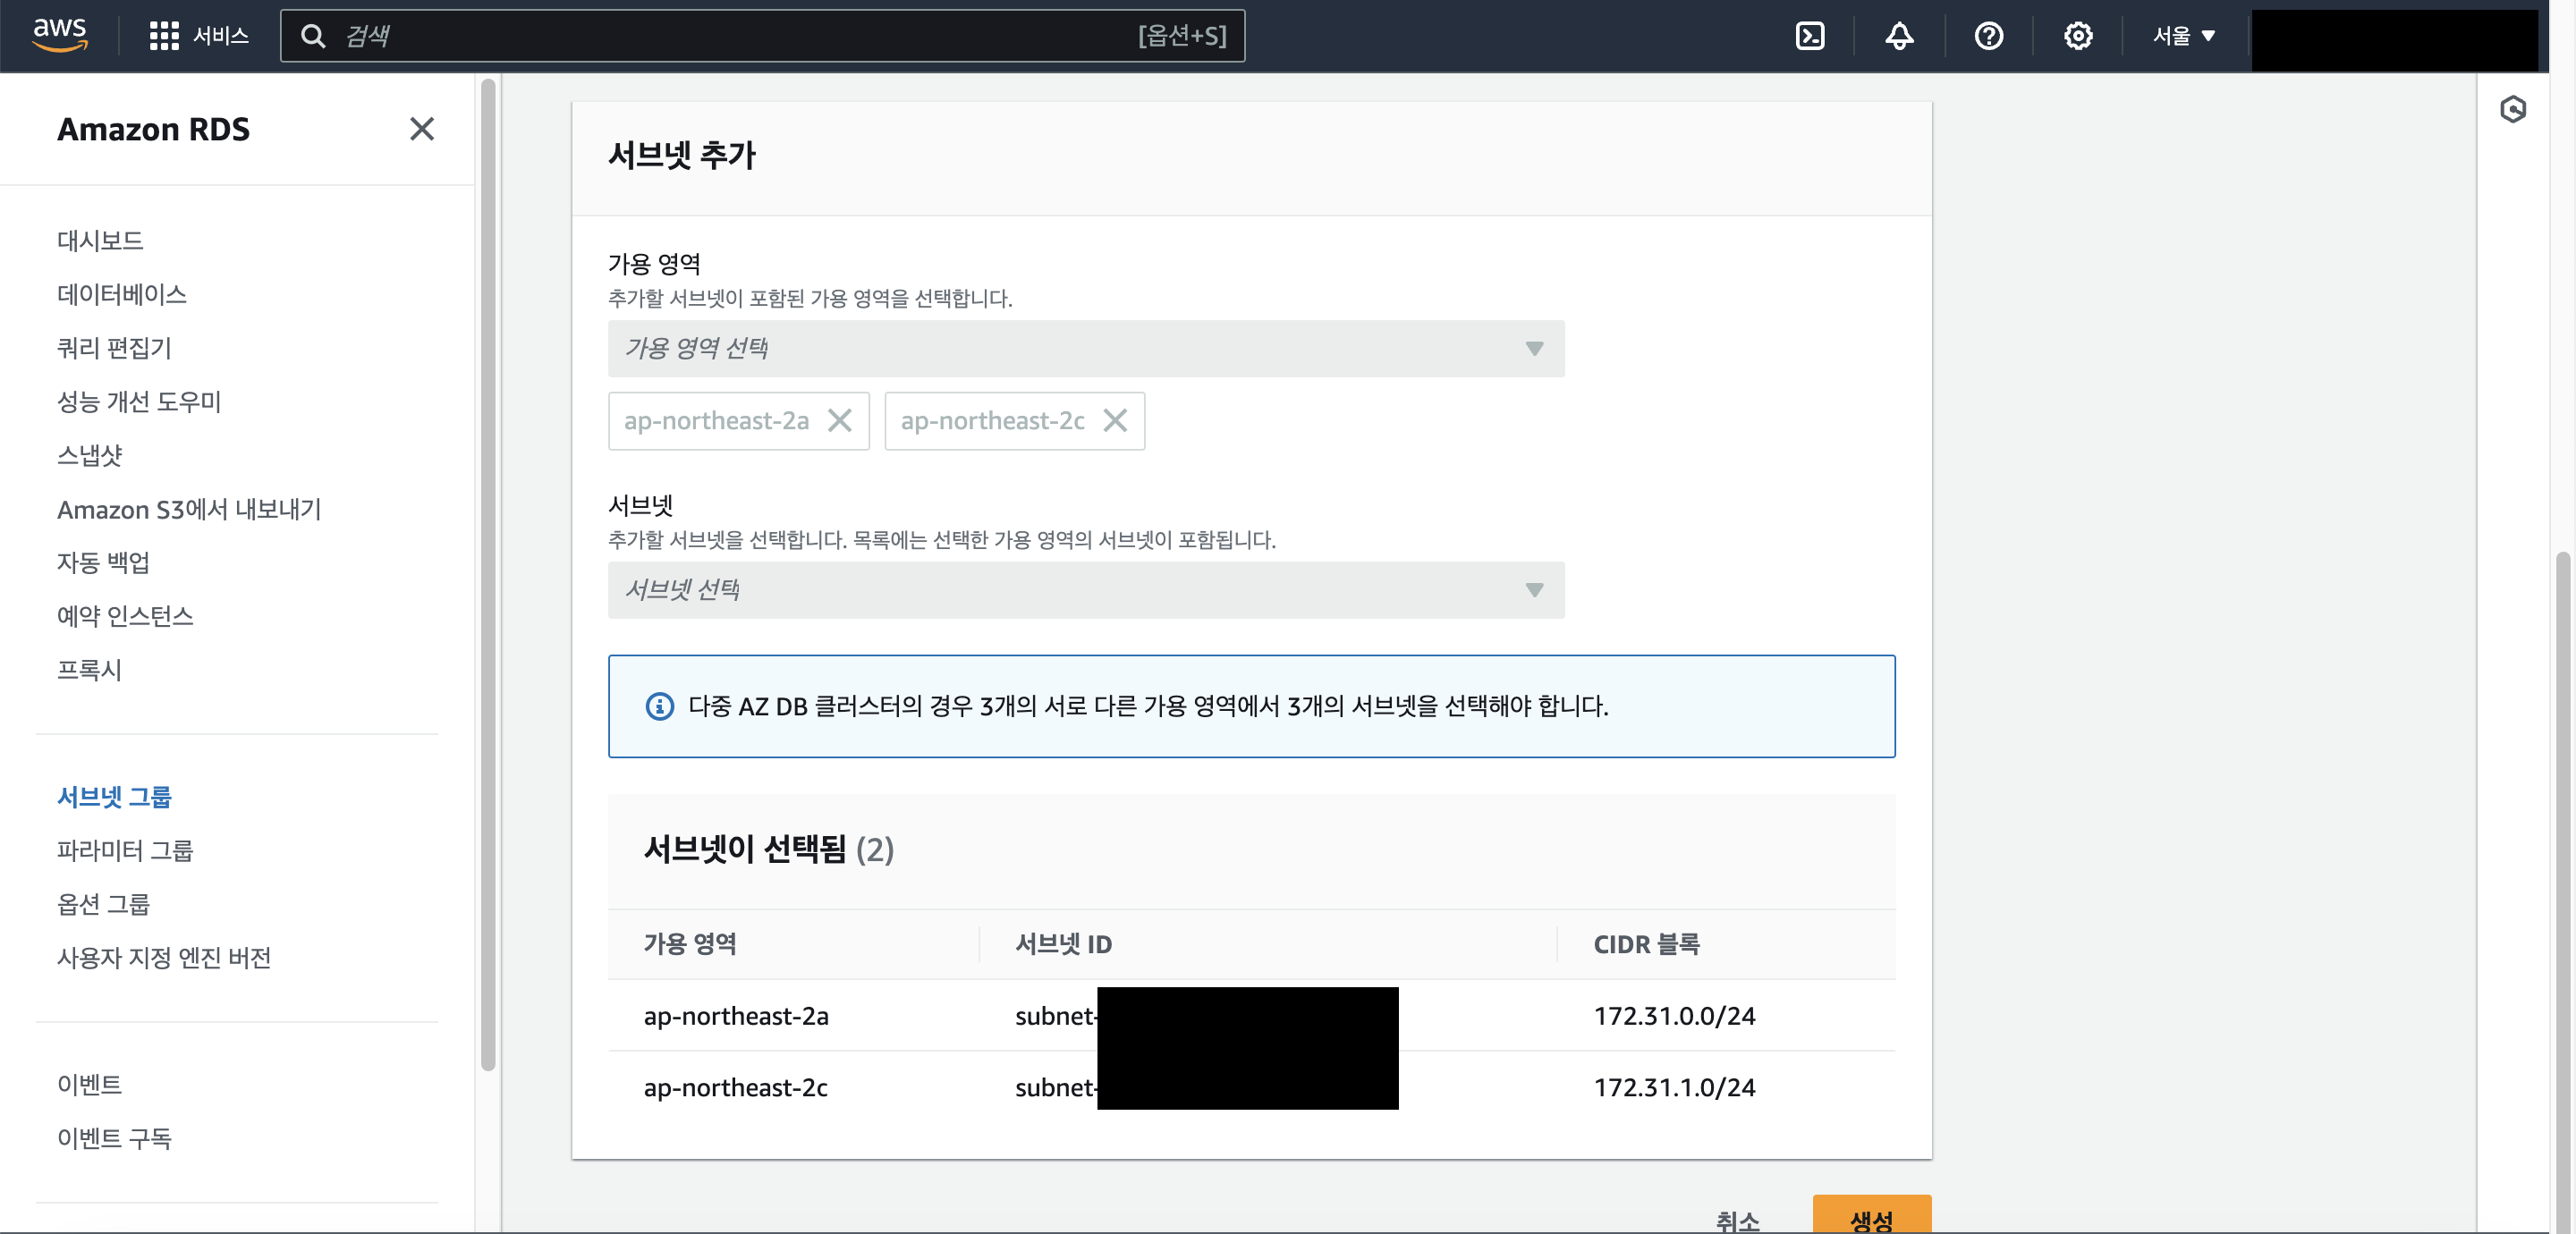 aws
서비스
검색
[옵션+S]
서울
Amazon RDS
대시보드
데이터베이스
쿼리 편집기
성능 개선 도우미
스냅샷
Amazon S3에서 내보내기
자동 백업
예약 인스턴스
프록시
서브넷 그룹
파라미터 그룹
옵션 그룹
사용자 지정 엔진 버전
이벤트
이벤트 구독
서브넷 추가
가용 영역
추가할 서브넷이 포함된 가용 영역을 선택합니다.
가용 영역 선택
ap-northeast-2a
ap-northeast-2c
서브넷
추가할 서브넷을 선택합니다. 목록에는 선택한 가용 영역의 서브넷이 포함됩니다.
서브넷 선택
다중 AZ DB 클러스터의 경우 3개의 서로 다른 가용 영역에서 3개의 서브넷을 선택해야 합니다.
서브넷이 선택됨 (2)
가용 영역 서브넷 ID CIDR 블록
ap-northeast-2a subnet- 172.31.0.0/24
ap-northeast-2c subnet- 172.31.1.0/24
취소
생성